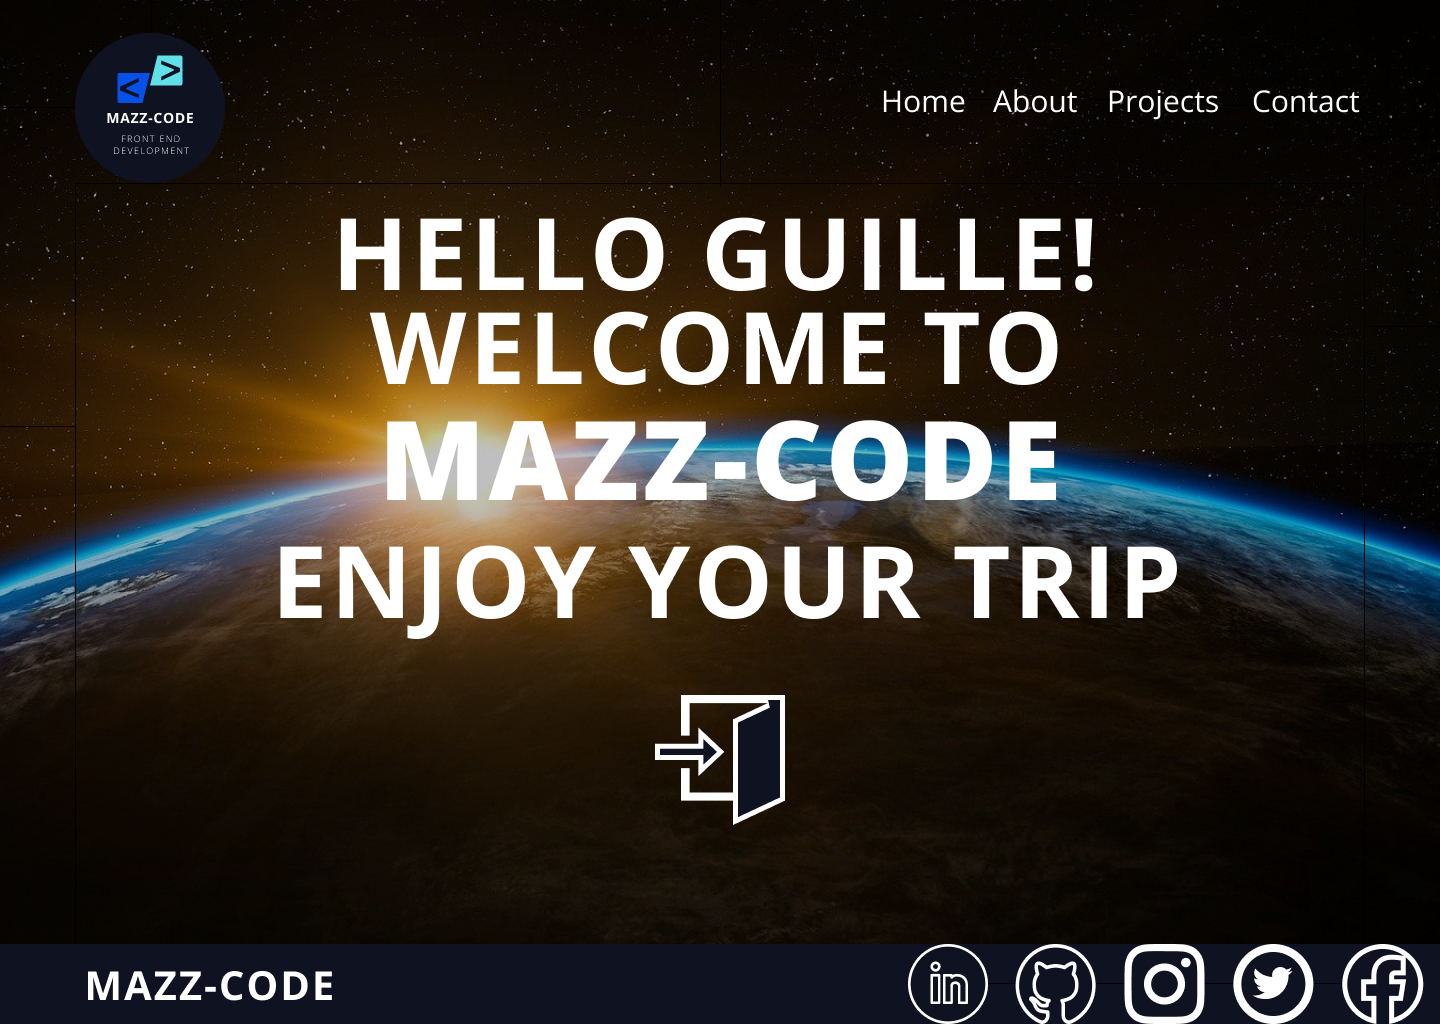 < >
MAZZ-CODE
FRONT END
DEVELOPMENT
Home About Projects Contact
HELLO GUILLE!
WELCOME TO
MAZZ-CODE
ENJOY YOUR TRIP
MAZZ-CODE
in